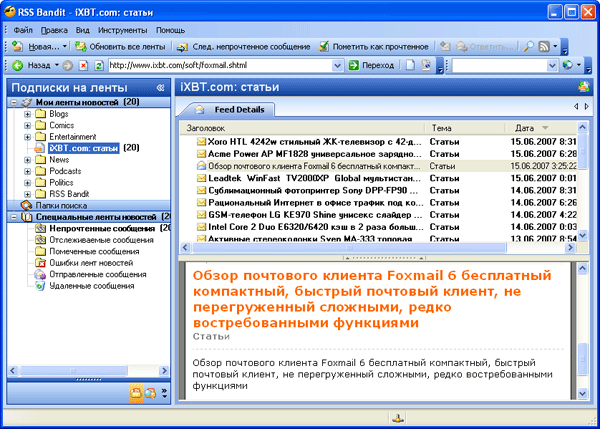 RSS Bandit - iXBT.com: статьи
Файл Правка Вид Инструменты Помощь
Новая... Обновить все ленты След. непрочтенное сообщение Пометить как прочтенное Ответить...
Назад http://www.ixbt.com/soft/foxmail.shtml Переход
Подписки на ленты
Мои ленты новостей (20)
Blogs
Comics
Entertainment
iXBT.com: статьи (20)
News
Podcasts
Politics
RSS Bandit
Папки поиска
Специальные ленты новостей
Непрочтенные сообщения (20
Отслеживаемые сообщения
Помеченные сообщения
Ошибки лент новостей
Отправленные сообщения
Удаленные сообщения
iXBT.com: статьи
Feed Details
Заголовок Тема Дата
Xoro HTL 4242w стильный ЖК-телевизор с 42-д... Статьи 15.06.2007 8:31
Acme Power AP MF1828 универсальное зарядно... Статьи 15.06.2007 6:28
Обзор почтового клиента Foxmail 6 бесплатный компактн... Статьи 15.06.2007 3:25:22
Leadtek WinFast TV2000XP Global мультистан... Статьи 15.06.2007 0:01
Сублимационный фотопринтер Sony DPP-FP90 ... Статьи 14.06.2007 6:31
Рациональный Интернет в офисе трафик под ко... Статьи 14.06.2007 6:26
GSM-телефон LG KE970 Shine унисекс слайдер ... Статьи 14.06.2007 4:22
Intel Core 2 Duo E6320/6420 кэш в 2 раза больш... Статьи 14.06.2007 0:03
Активные стереоколонки Sven MA-333 типовая Статьи 13.06.2007 8:54
Обзор почтового клиента Foxmail 6 бесплатный
компактный, быстрый почтовый клиент, не
перегруженный сложными, редко
востребованными функциями
Статьи
Обзор почтового клиента Foxmail 6 бесплатный компактный, быстрый
почтовый клиент, не перегруженный сложными, редко востребованными
функциями